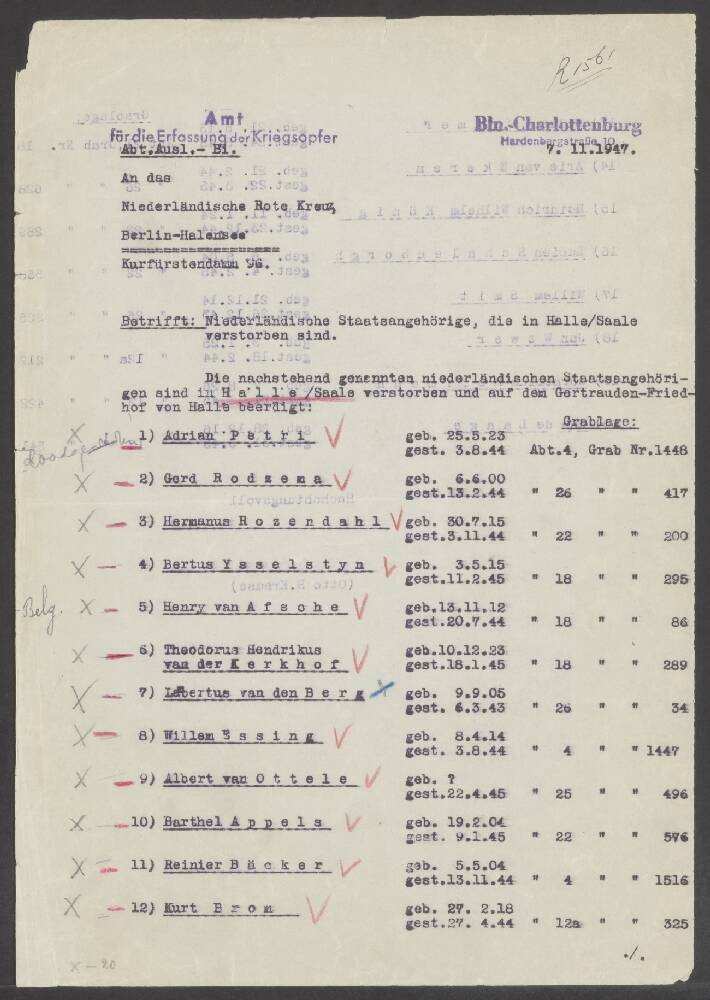 R 1561
Amt
für die Erfassung der Kriegsopfer
Abt.Ausl.- Bi.
Bln.-Charlottenburg
Hardenbergstraße 10
7. 11.1947.
An das
Niederländische Rote Kreuz
Berlin-Halensee
Kurfürstendamm 96.
Betrifft: Niederländische Staatsangehörige, die in Halle/Saale
verstorben sind.
Die nachstehend genannten niederländischen Staatsangehöri-
gen sind in H a l l e /Saale verstorben und auf dem Gertrauden-Fried-
hof von Halle beerdigt:
Grablage:
X 1) Adrian P e t r i geb. 25.5.23
gest. 3.8.44 Abt.4, Grab Nr.1448
X 2) Gerd R o d z e m a geb. 6.6.00
gest.13.2.44 " 26 " " 417
X 3) Hermanus R o z e n d a h l geb. 30.7.15
gest.3.11.44 " 22 " " 200
X 4) Bertus Y s s e l s t y n geb. 3.5.15
gest.11.2.45 " 18 " " 295
Belg. X 5) Henry van A f s c h e geb.13.11.12
gest.20.7.44 " 18 " " 86
X 6) Theodorus Hendrikus geb.10.12.23
van der K e r k h o f gest.18.1.45 " 18 " " 289
X 7) Lambertus van den B e r g geb. 9.9.05
gest. 6.3.43 " 26 " " 34
X 8) Willem E s s i n g geb. 8.4.14
gest. 3.8.44 " 4 " " 1447
X 9) Albert van O t t e l e geb. ?
gest.22.4.45 " 25 " " 496
X 10) Barthel A p p e l s geb. 19.2.04
gest. 9.1.45 " 22 " " 576
X 11) Reinier B ä c k e r geb. 5.5.04
gest.13.11.44 " 4 " " 1516
X 12) Kurt B r o m geb. 27. 2.18
gest.27. 4.44 " 12a " " 325
./.
X - 20